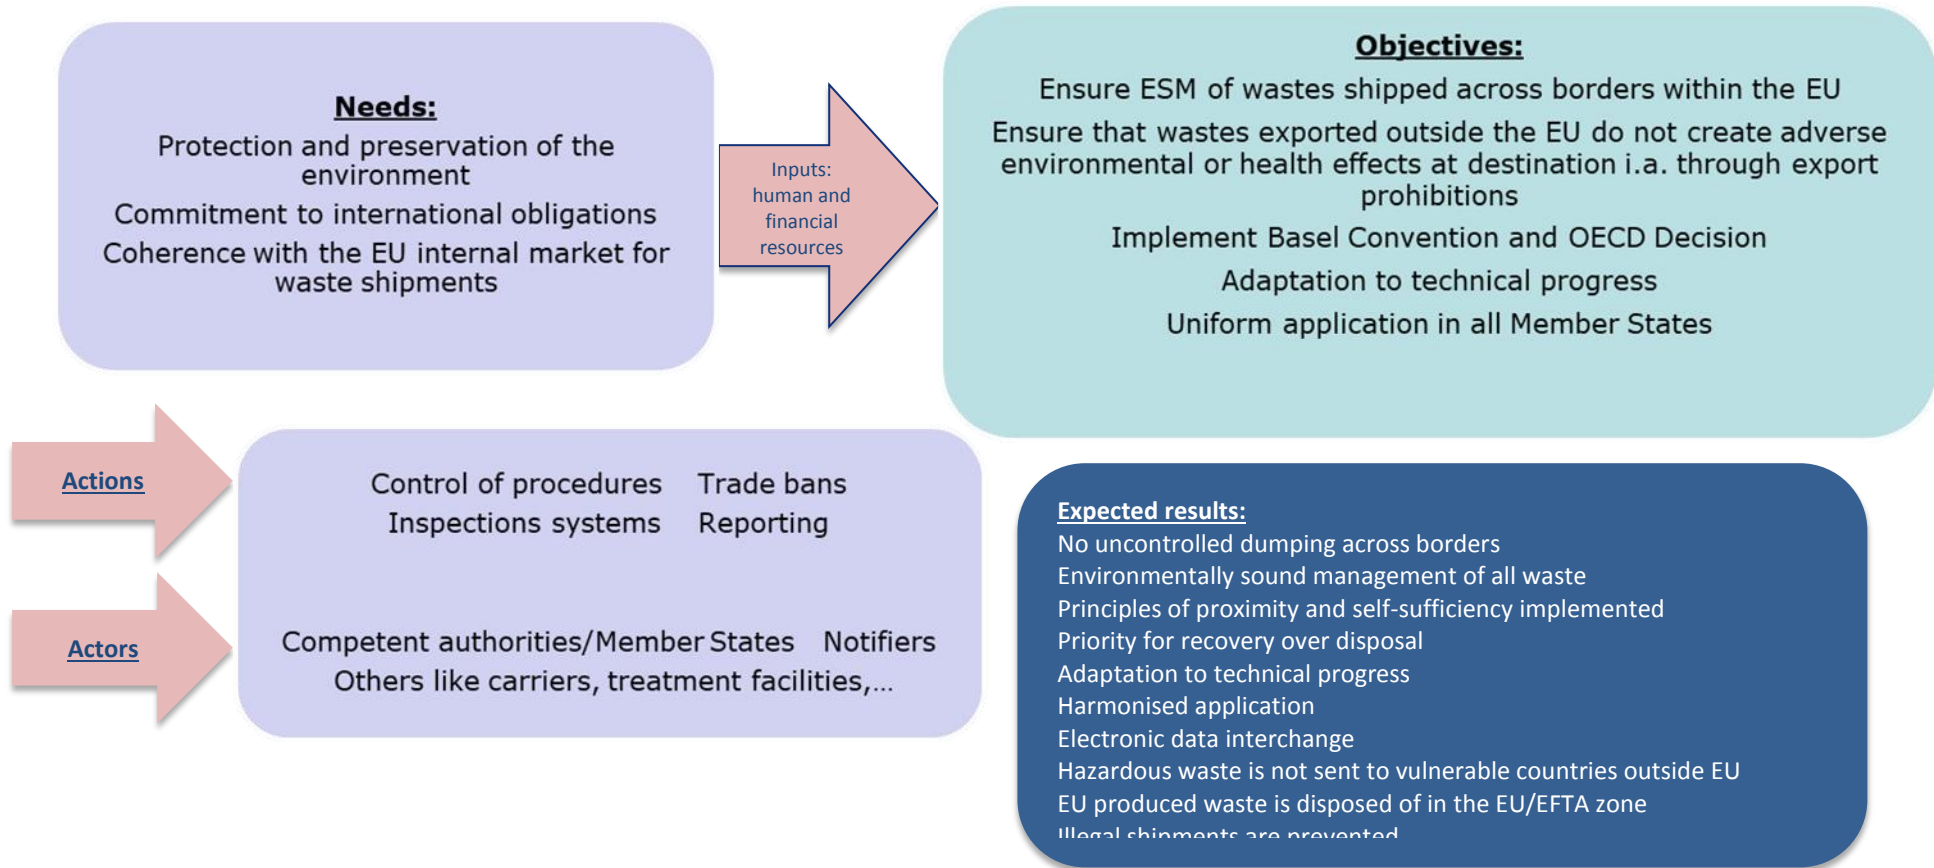 Needs:
Protection and preservation of the
environment
Commitment to international obligations
Coherence with the EU internal market for
waste shipments
Inputs:
human and
financial
resources
Objectives:
Ensure ESM of wastes shipped across borders within the EU
Ensure that wastes exported outside the EU do not create adverse
environmental or health effects at destination i.a. through export
prohibitions
Implement Basel Convention and OECD Decision
Adaptation to technical progress
Uniform application in all Member States
Actions
Control of procedures Trade bans
Inspections systems Reporting
Actors
Competent authorities/Member States Notifiers
Others like carriers, treatment facilities,...
Expected results:
No uncontrolled dumping across borders
Environmentally sound management of all waste
Principles of proximity and self-sufficiency implemented
Priority for recovery over disposal
Adaptation to technical progress
Harmonised application
Electronic data interchange
Hazardous waste is not sent to vulnerable countries outside EU
EU produced waste is disposed of in the EU/EFTA zone
Illegal shipments are prevented